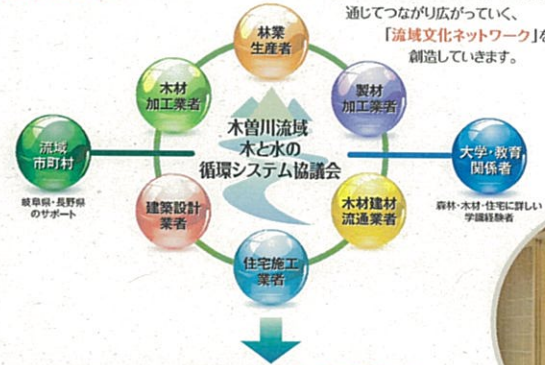 通じてつながり広がっていく、
「流域文化ネットワーク」を
創造していきます。
林業
生産者
木材
加工業者
製材
加工業者
木曽川流域
木と水の
循環システム協議会
流域
市町村
大学・教育
関係者
岐阜県・長野県
のサポート
森林・木材・住宅に詳しい
学識経験者
建築設計
業者
木材建材
流通業者
住宅施工
業者